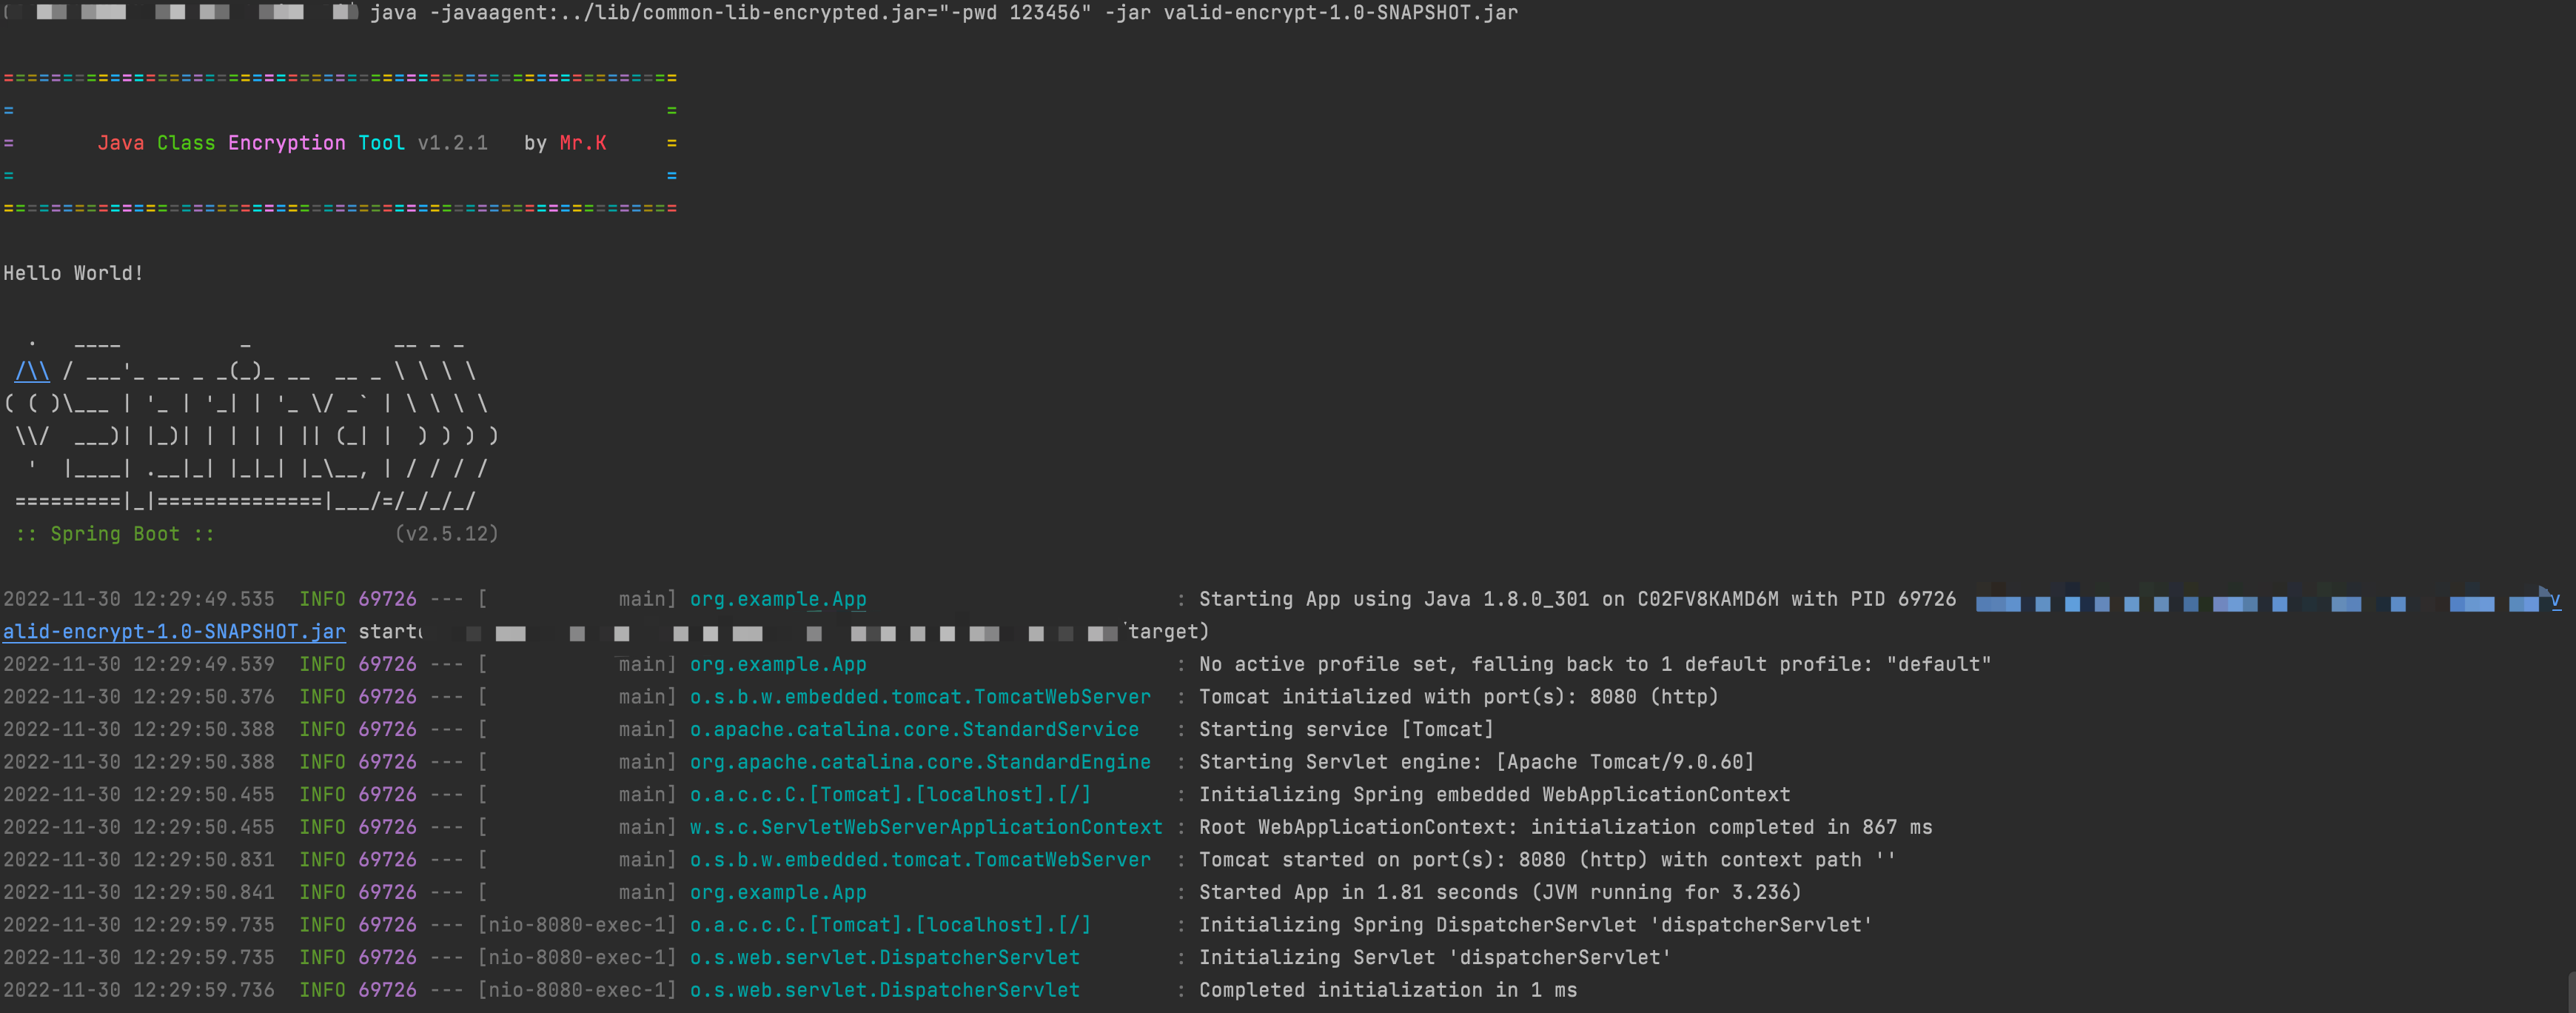 java -javaagent:../lib/common-lib-encrypted.jar="-pwd 123456" -jar valid-encrypt-1.0-SNAPSHOT.jar
=========================================================
=                                                       =
=       Java Class Encryption Tool v1.2.1   by Mr.K     =
=                                                       =
=========================================================
Hello World!
  .   ____          _            __ _ _
 /\\ / ___'_ __ _ _(_)_ __  __ _ \ \ \ \
( ( )\___ | '_ | '_| | '_ \/ _` | \ \ \ \
 \\/  ___)| |_)| | | | | || (_| |  ) ) ) )
  '  |____| .__|_| |_|_| |_\__, | / / / /
 =========|_|==============|___/=/_/_/_/
 :: Spring Boot ::               (v2.5.12)
2022-11-30 12:29:49.535  INFO 69726 --- [           main] org.example.App                          : Starting App using Java 1.8.0_301 on C02FV8KAMD6M with PID 69726 v
alid-encrypt-1.0-SNAPSHOT.jar target)
2022-11-30 12:29:49.539  INFO 69726 --- [           main] org.example.App                          : No active profile set, falling back to 1 default profile: "default"
2022-11-30 12:29:50.376  INFO 69726 --- [           main] o.s.b.w.embedded.tomcat.TomcatWebServer  : Tomcat initialized with port(s): 8080 (http)
2022-11-30 12:29:50.388  INFO 69726 --- [           main] o.apache.catalina.core.StandardService   : Starting service [Tomcat]
2022-11-30 12:29:50.388  INFO 69726 --- [           main] org.apache.catalina.core.StandardEngine  : Starting Servlet engine: [Apache Tomcat/9.0.60]
2022-11-30 12:29:50.455  INFO 69726 --- [           main] o.a.c.c.C.[Tomcat].[localhost].[/]       : Initializing Spring embedded WebApplicationContext
2022-11-30 12:29:50.455  INFO 69726 --- [           main] w.s.c.ServletWebServerApplicationContext : Root WebApplicationContext: initialization completed in 867 ms
2022-11-30 12:29:50.831  INFO 69726 --- [           main] o.s.b.w.embedded.tomcat.TomcatWebServer  : Tomcat started on port(s): 8080 (http) with context path ''
2022-11-30 12:29:50.841  INFO 69726 --- [           main] org.example.App                          : Started App in 1.81 seconds (JVM running for 3.236)
2022-11-30 12:29:59.735  INFO 69726 --- [nio-8080-exec-1] o.a.c.c.C.[Tomcat].[localhost].[/]       : Initializing Spring DispatcherServlet 'dispatcherServlet'
2022-11-30 12:29:59.735  INFO 69726 --- [nio-8080-exec-1] o.s.web.servlet.DispatcherServlet        : Initializing Servlet 'dispatcherServlet'
2022-11-30 12:29:59.736  INFO 69726 --- [nio-8080-exec-1] o.s.web.servlet.DispatcherServlet        : Completed initialization in 1 ms